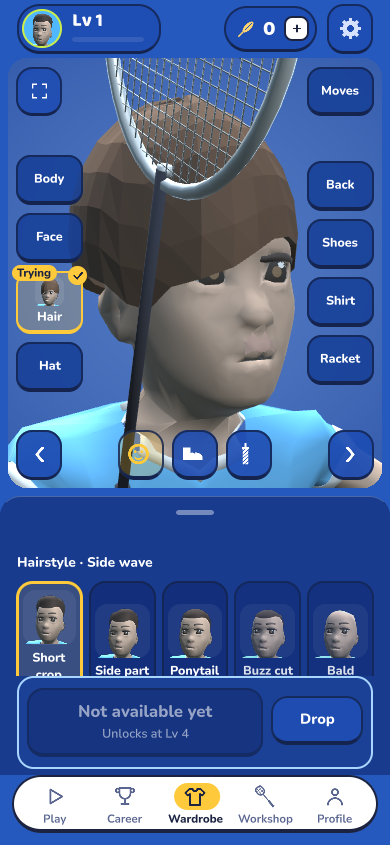 Lv 1
0
+
Moves
Body
Back
Face
Shoes
Trying
Hair
Shirt
Hat
Racket
Hairstyle · Side wave
Short crop
Side part
Ponytail
Buzz cut
Bald
Not available yet
Unlocks at Lv 4
Drop
Play
Career
Wardrobe
Workshop
Profile